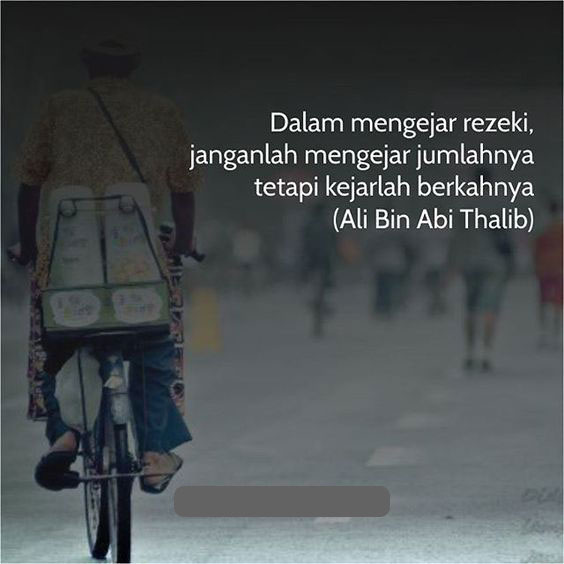 Dalam mengejar rezeki,
janganlah mengejar jumlahnya
tetapi kejarlah berkahnya
(Ali Bin Abi Thalib)